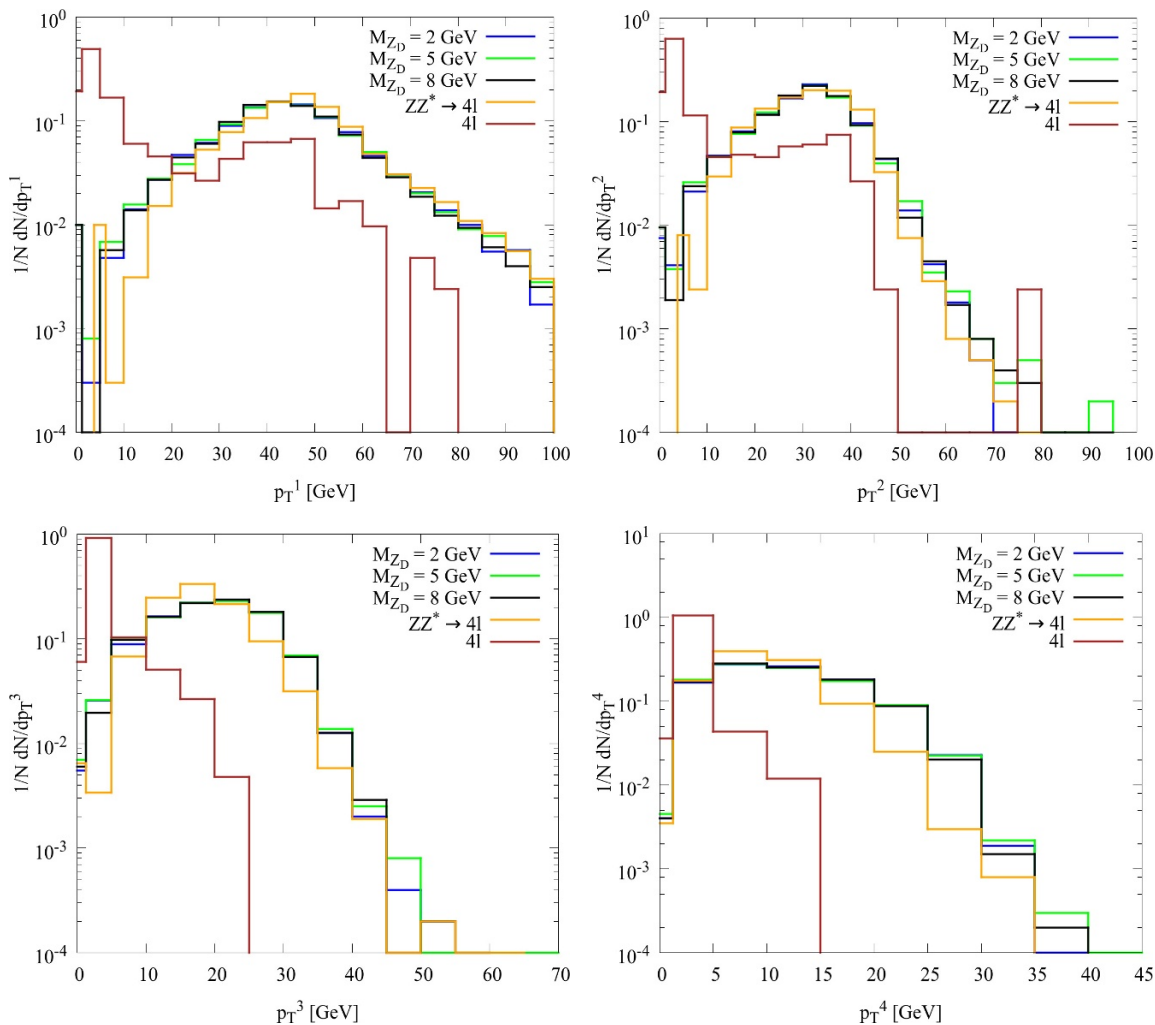 10^0
10^-1
10^-2
10^-3
10^-4
1/N dN/dp_T^1
M_{Z_D} = 2 GeV
M_{Z_D} = 5 GeV
M_{Z_D} = 8 GeV
ZZ* → 4l
4l
0 10 20 30 40 50 60 70 80 90 100
p_T^1 [GeV]
10^0
10^-1
10^-2
10^-3
10^-4
1/N dN/dp_T^2
M_{Z_D} = 2 GeV
M_{Z_D} = 5 GeV
M_{Z_D} = 8 GeV
ZZ* → 4l
4l
0 10 20 30 40 50 60 70 80 90 100
p_T^2 [GeV]
10^0
10^-1
10^-2
10^-3
10^-4
1/N dN/dp_T^3
M_{Z_D} = 2 GeV
M_{Z_D} = 5 GeV
M_{Z_D} = 8 GeV
ZZ* → 4l
4l
0 10 20 30 40 50 60 70
p_T^3 [GeV]
10^1
10^0
10^-1
10^-2
10^-3
10^-4
1/N dN/dp_T^4
M_{Z_D} = 2 GeV
M_{Z_D} = 5 GeV
M_{Z_D} = 8 GeV
ZZ* → 4l
4l
0 5 10 15 20 25 30 35 40 45
p_T^4 [GeV]